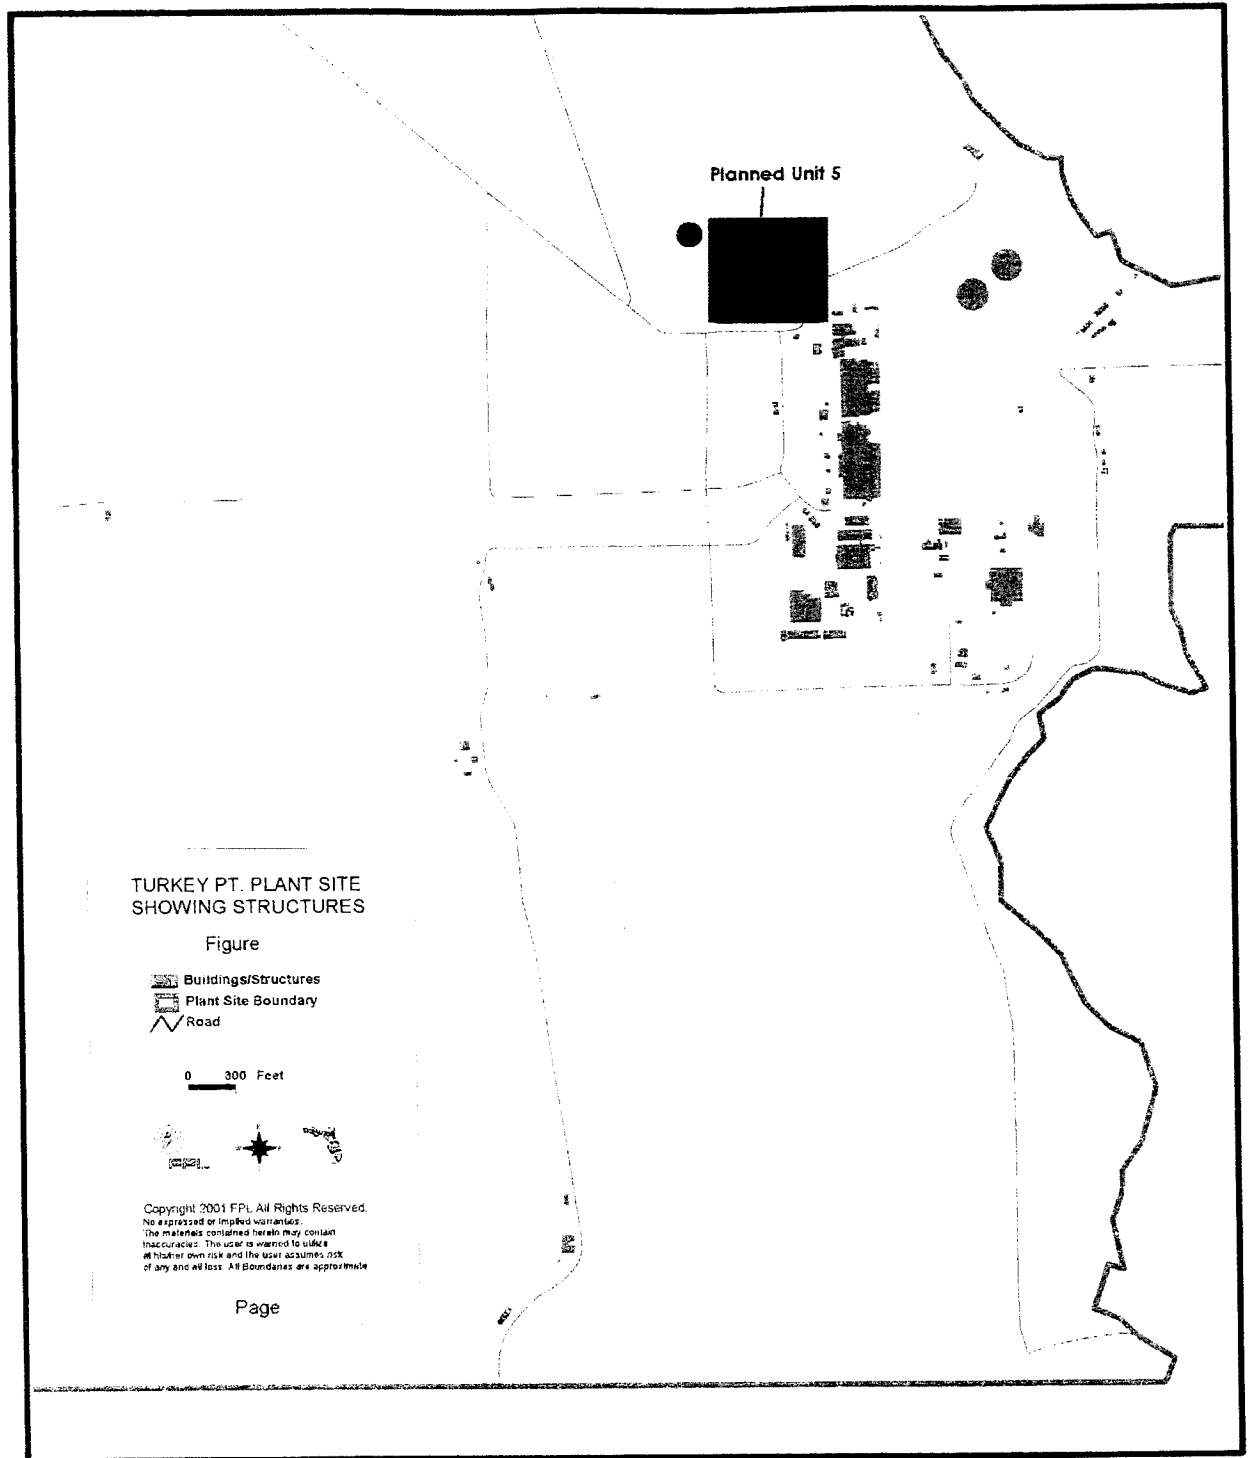 Planned Unit 5
TURKEY PT. PLANT SITE
SHOWING STRUCTURES
Figure
Buildings/Structures
Plant Site Boundary
Road
0 300 Feet
FPL
Copyright 2001 FPL All Rights Reserved.
No expressed or implied warranties.
The materials contained herein may contain
inaccuracies. The user is warned to utilize
at his/her own risk and the user assumes risk
of any and all loss. All Boundaries are approximate
Page